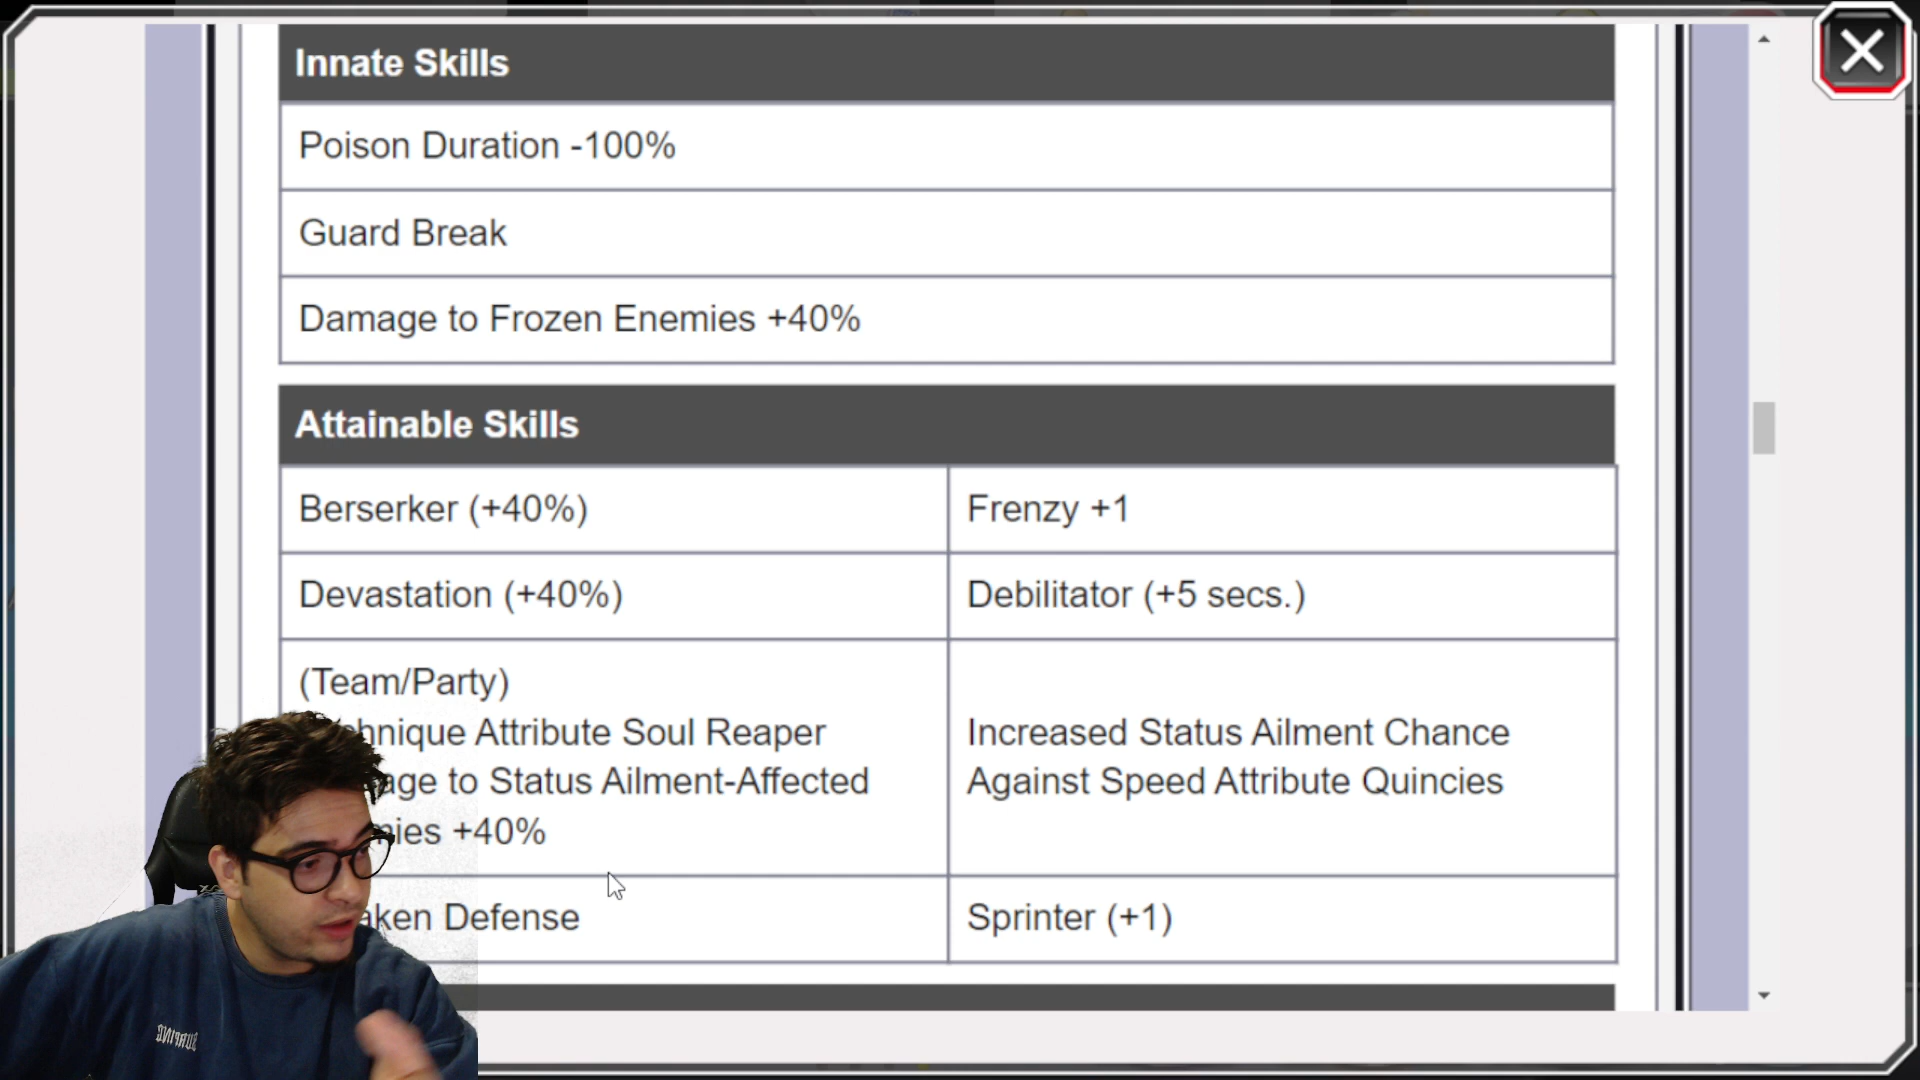 Innate Skills
Poison Duration -100%
Guard Break
Damage to Frozen Enemies +40%
Attainable Skills
Berserker (+40%)
Frenzy +1
Devastation (+40%)
Debilitator (+5 secs.)
(Team/Party)
Attribute Soul Reaper
to Status Ailment-Affected
+40%
Increased Status Ailment Chance
Against Speed Attribute Quincies
Defense
Sprinter (+1)